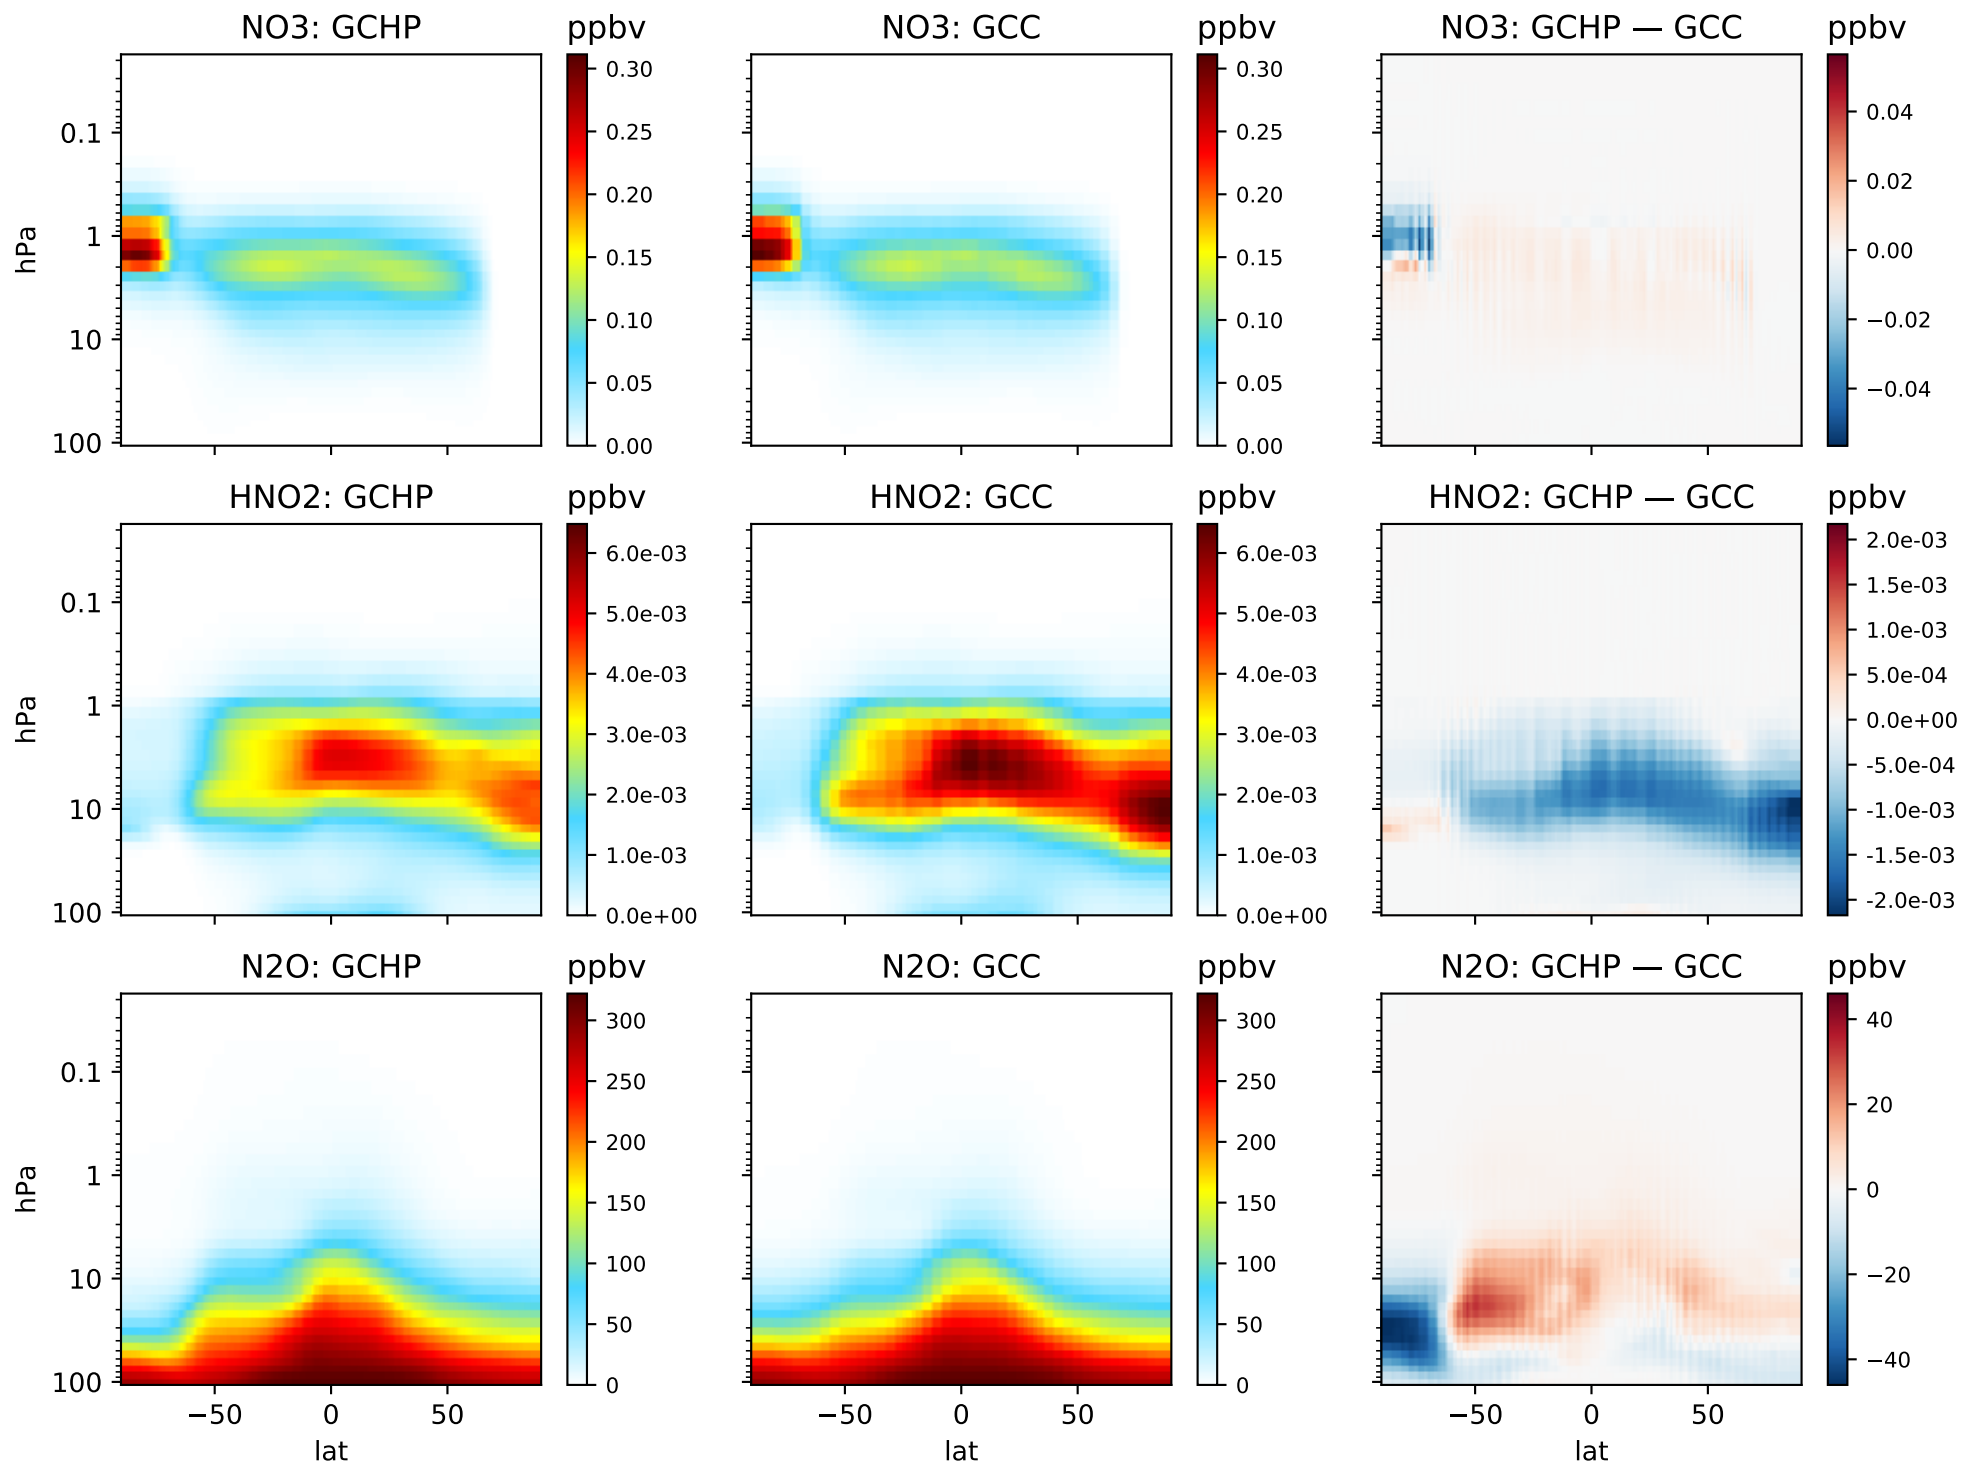 NO3: GCHP
ppbv
NO3: GCC
ppbv
NO3: GCHP — GCC
ppbv
hPa
0.1
1
10
100
0.30
0.25
0.20
0.15
0.10
0.05
0.00
0.30
0.25
0.20
0.15
0.10
0.05
0.00
0.04
0.02
0.00
−0.02
−0.04
HNO2: GCHP
ppbv
HNO2: GCC
ppbv
HNO2: GCHP — GCC
ppbv
hPa
0.1
1
10
100
6.0e-03
5.0e-03
4.0e-03
3.0e-03
2.0e-03
1.0e-03
0.0e+00
6.0e-03
5.0e-03
4.0e-03
3.0e-03
2.0e-03
1.0e-03
0.0e+00
2.0e-03
1.5e-03
1.0e-03
5.0e-04
0.0e+00
-5.0e-04
-1.0e-03
-1.5e-03
-2.0e-03
N2O: GCHP
ppbv
N2O: GCC
ppbv
N2O: GCHP — GCC
ppbv
hPa
0.1
1
10
100
300
250
200
150
100
50
0
300
250
200
150
100
50
0
40
20
0
−20
−40
−50 0 50
lat
−50 0 50
lat
−50 0 50
lat